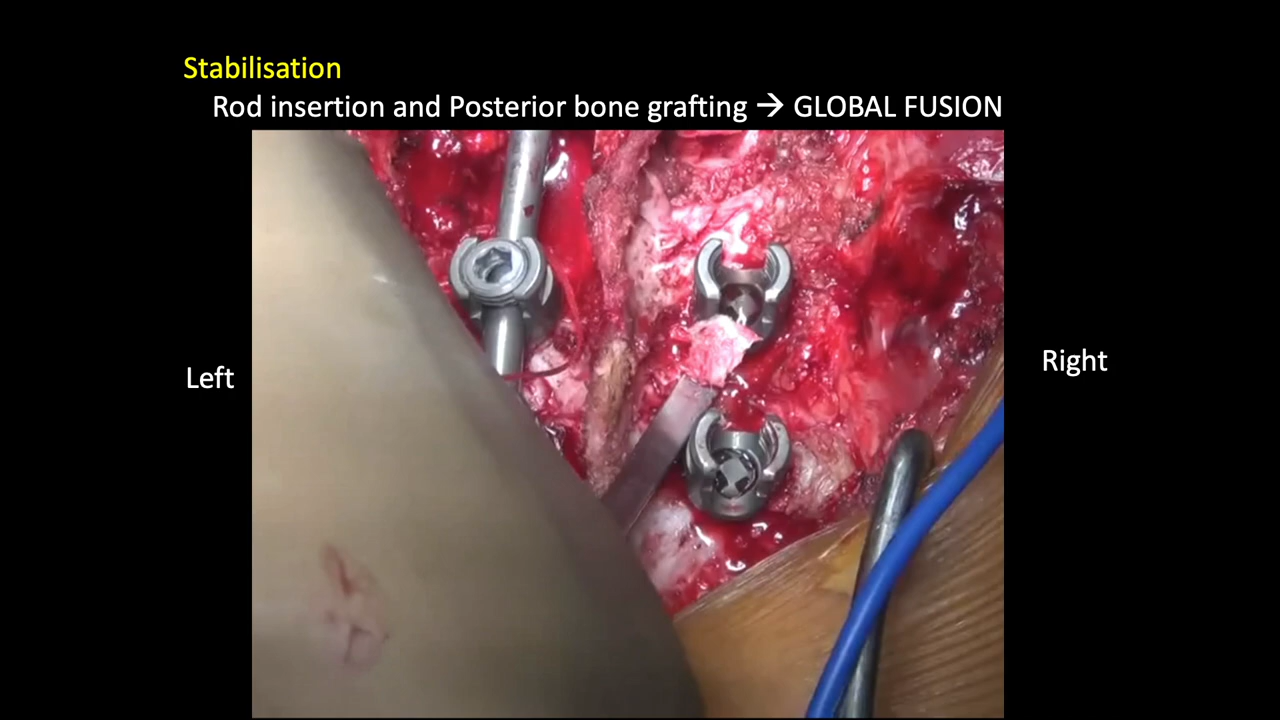 Stabilisation
Rod insertion and Posterior bone grafting → GLOBAL FUSION
Left
Right